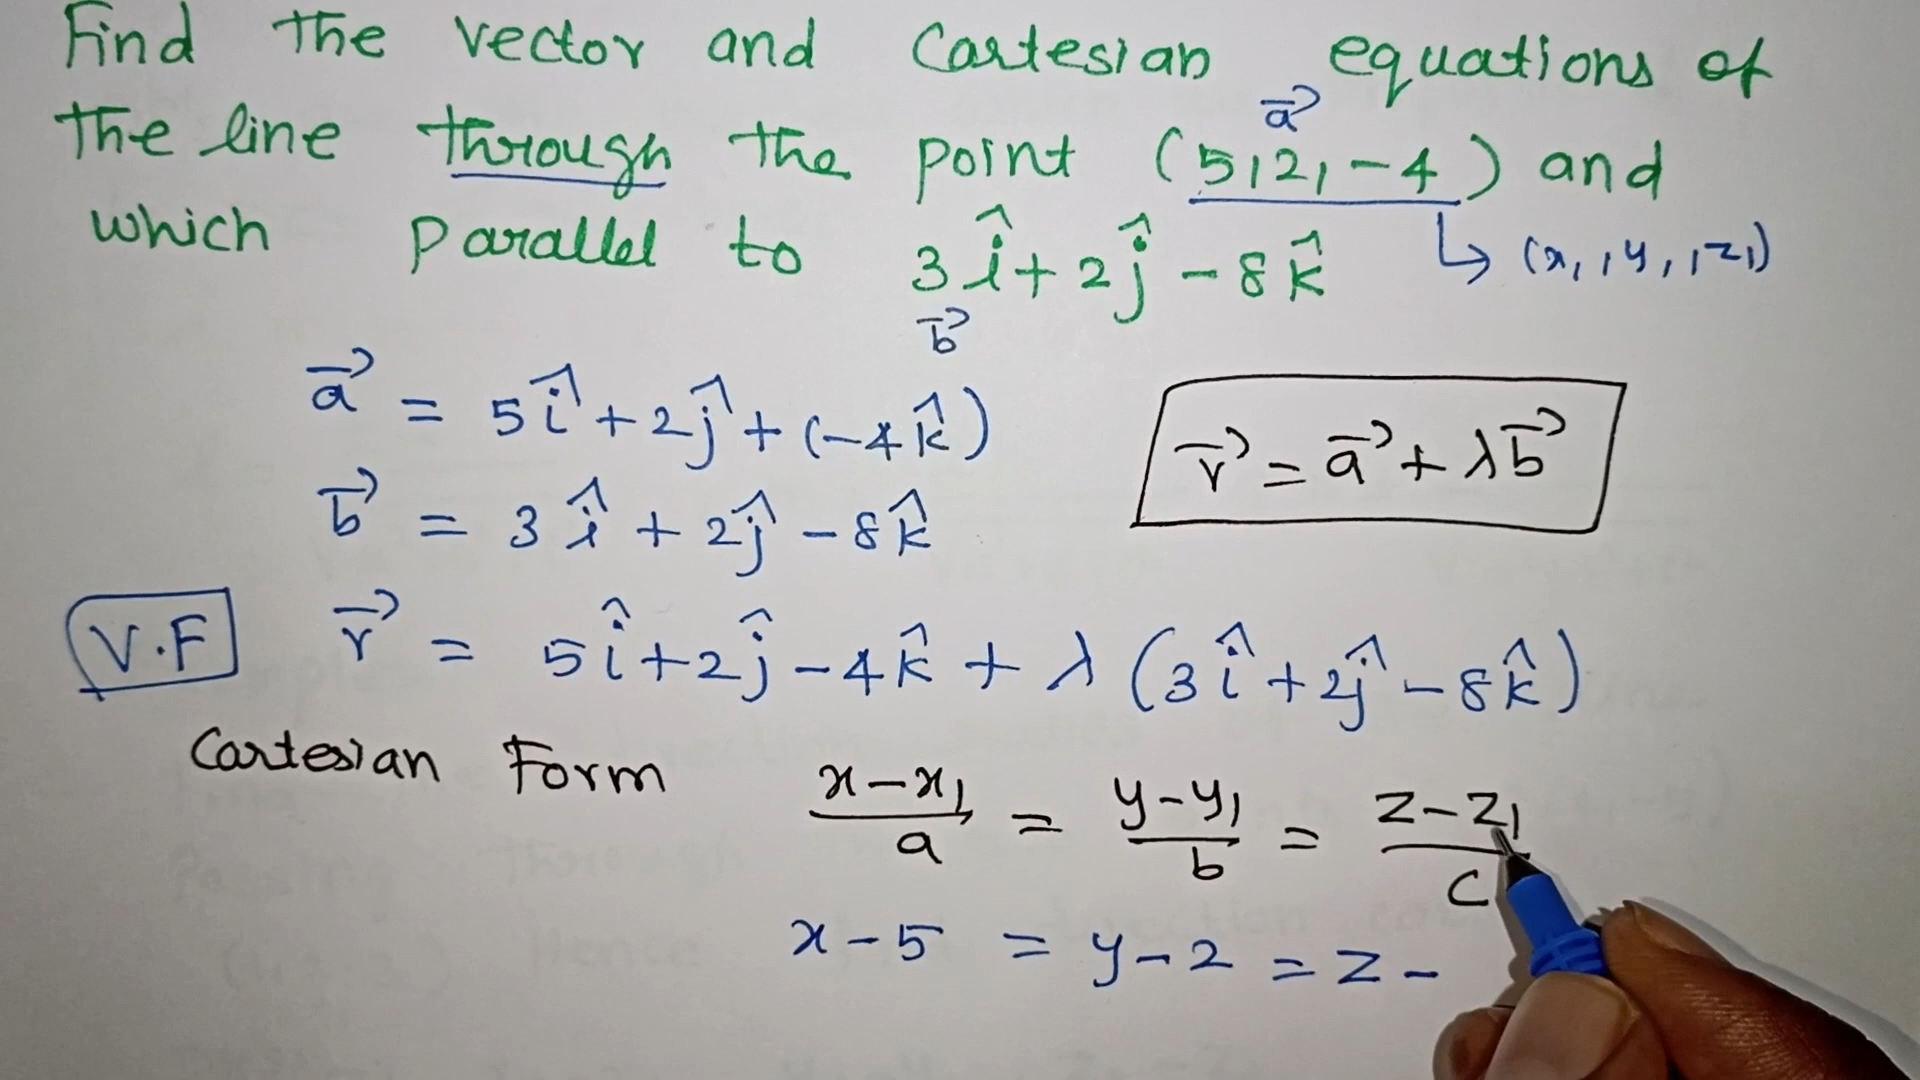 Find The vector and Cartesian equations of
The line through The point (5,2,-4) and
a⃗
which parallel to 3î+2ĵ-8k̂ ↳ (x₁,y₁,z₁)
b⃗
a⃗ = 5î+2ĵ+(-4k̂)
b⃗ = 3î+2ĵ-8k̂
r⃗ = a⃗+λb⃗
V.F r⃗ = 5î+2ĵ-4k̂+λ(3î+2ĵ-8k̂)
Cartesian Form (x-x₁)/a = (y-y₁)/b = (z-z₁)/c
x-5 = y-2 = z-